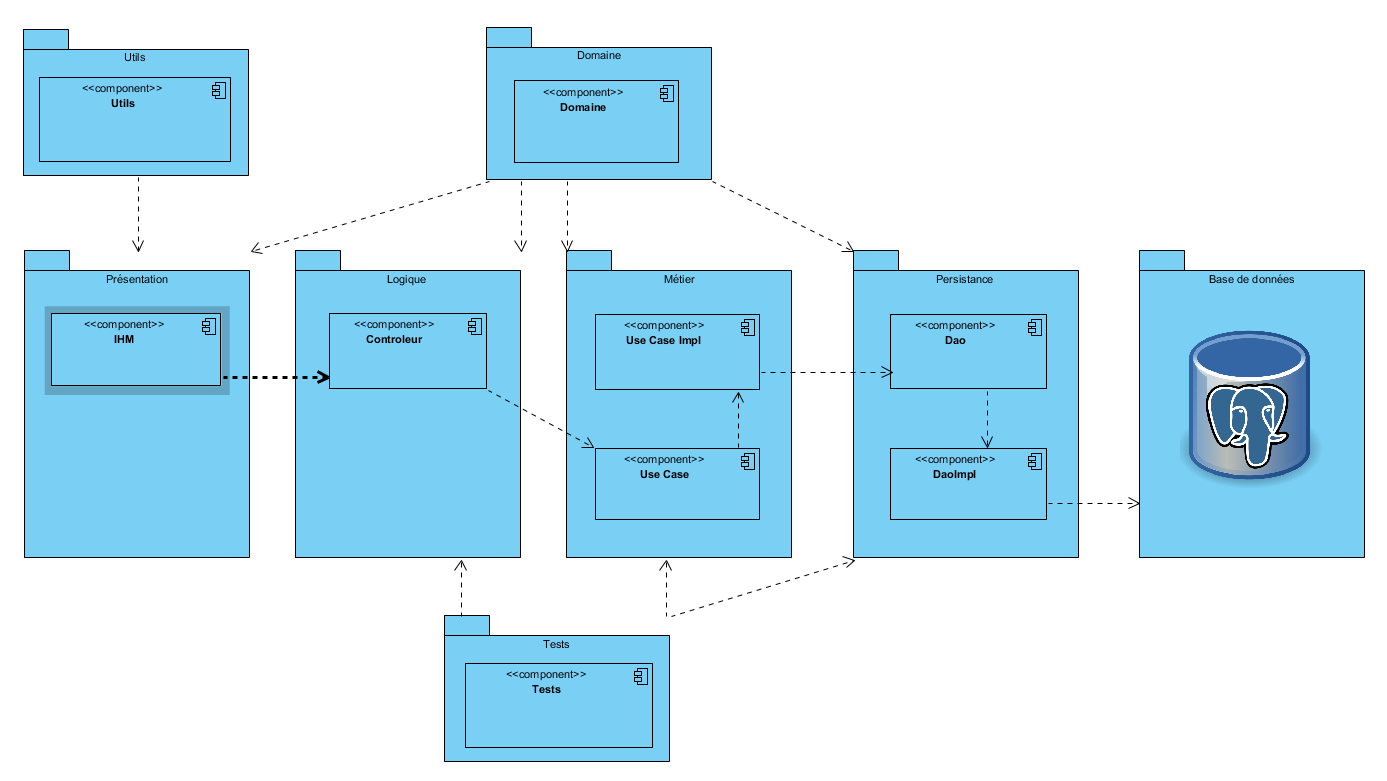 Utils
<<component>>
Utils
Domaine
<<component>>
Domaine
Présentation
<<component>>
IHM
Logique
<<component>>
Controleur
Métier
<<component>>
Use Case Impl
<<component>>
Use Case
Persistance
<<component>>
Dao
<<component>>
DaoImpl
Base de données
Tests
<<component>>
Tests